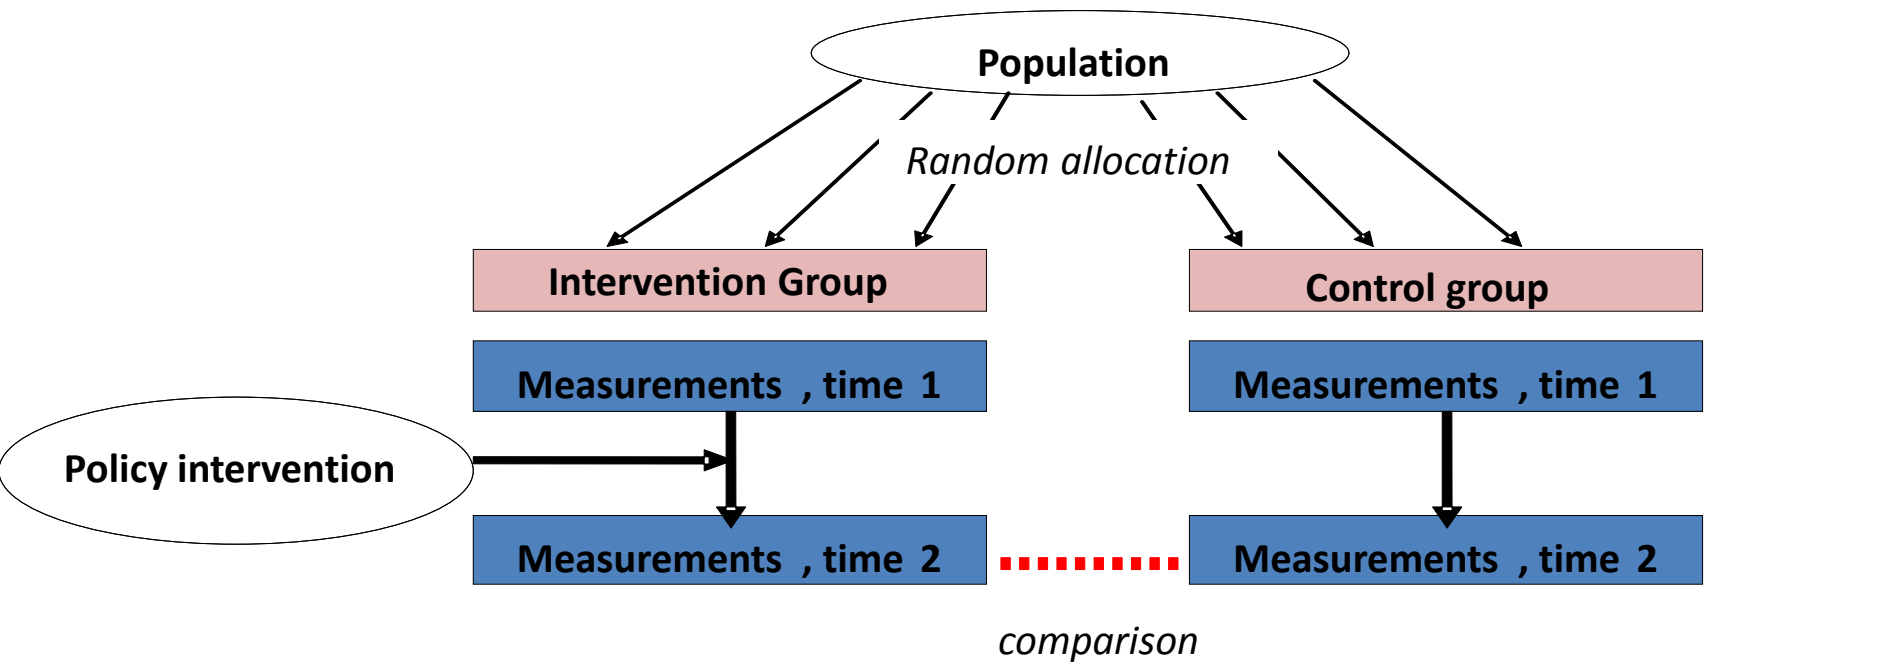 Population
Random allocation
Intervention Group
Control group
Measurements , time 1
Measurements , time 1
Policy intervention
Measurements , time 2
Measurements , time 2
comparison